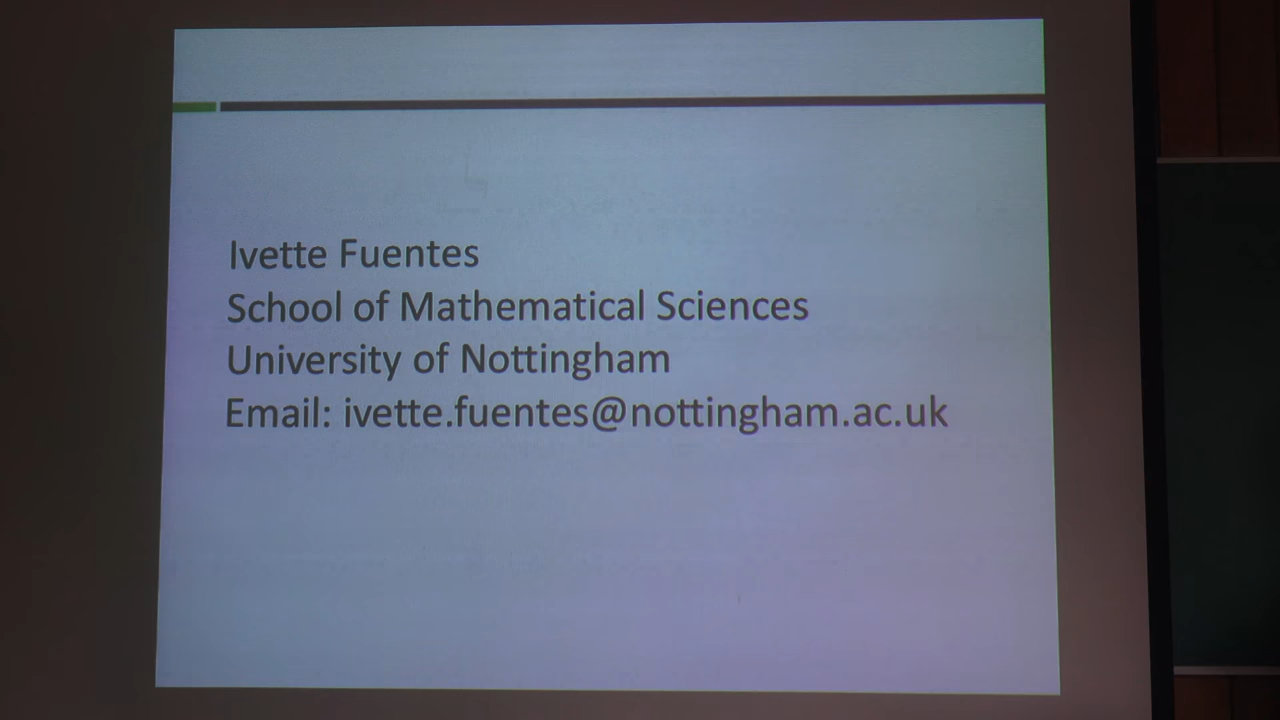 Ivette Fuentes
School of Mathematical Sciences
University of Nottingham
Email: ivette.fuentes@nottingham.ac.uk